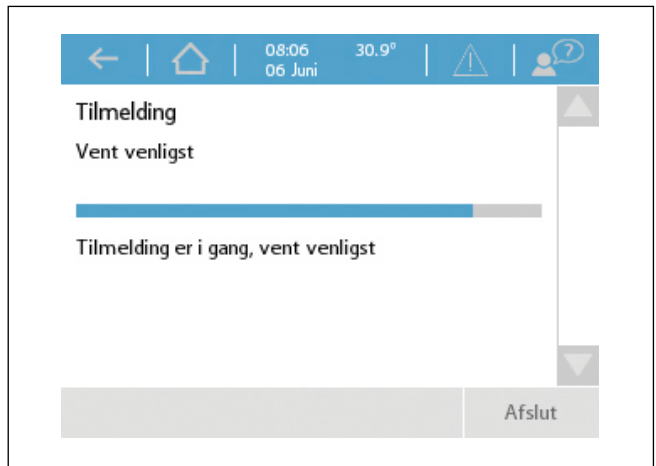 08:06 30.9°
06 Juni
?
Tilmelding
Vent venligst
Tilmelding er i gang, vent venligst
Afslut